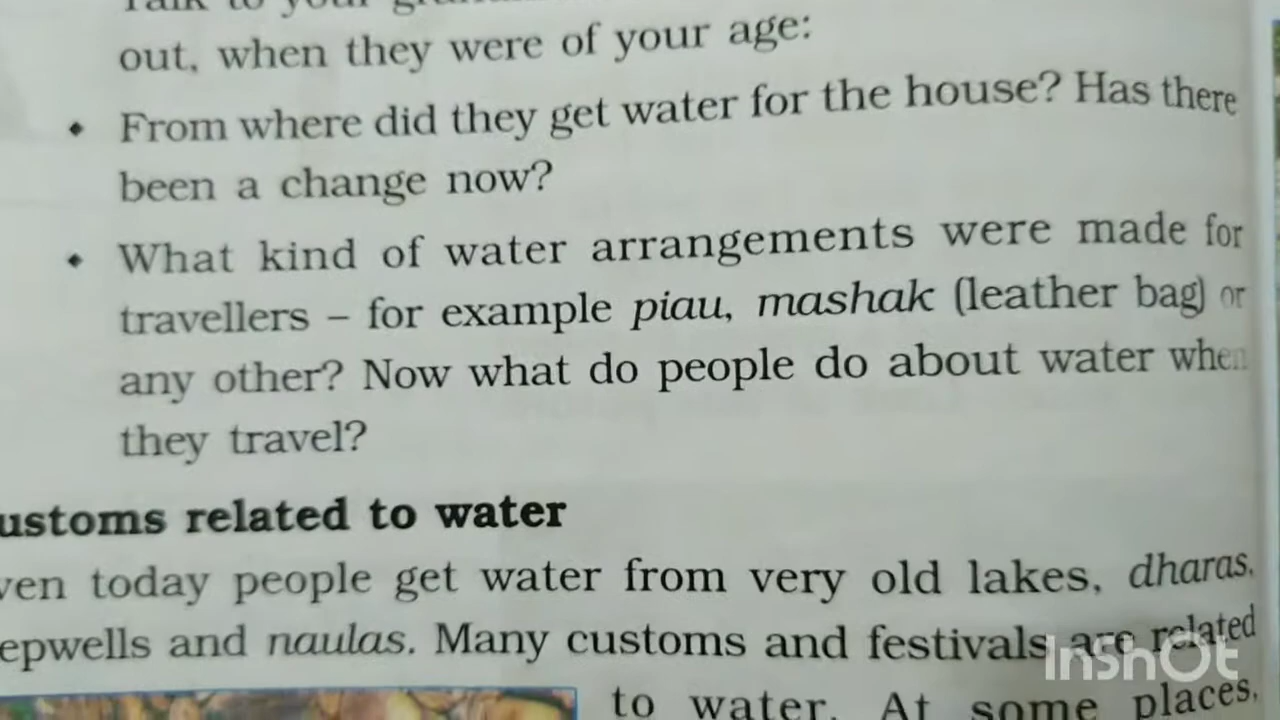 Talk to your
out, when they were of your age:
• From where did they get water for the house? Has there
been a change now?
• What kind of water arrangements were made for
travellers – for example piau, mashak (leather bag) or
any other? Now what do people do about water when
they travel?
ustoms related to water
ven today people get water from very old lakes, dharas,
epwells and naulas. Many customs and festivals are related
to water. At some places,
InshOt